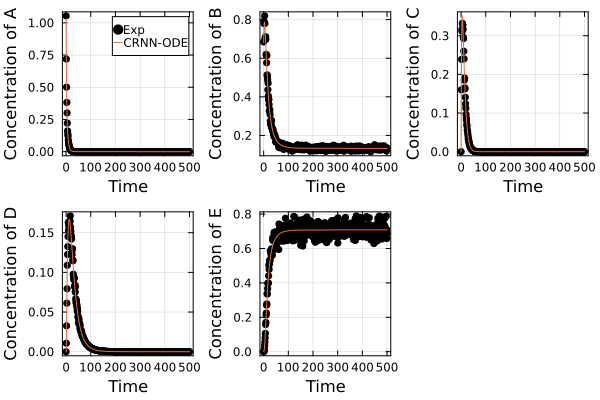 Concentration of A
1.00
0.75
0.50
0.25
0.00
Exp
CRNN-ODE
0 100 200 300 400 500
Time
Concentration of B
0.8
0.6
0.4
0.2
0 100 200 300 400 500
Time
Concentration of C
0.3
0.2
0.1
0.0
0 100 200 300 400 500
Time
Concentration of D
0.15
0.10
0.05
0.00
0 100 200 300 400 500
Time
Concentration of E
0.8
0.6
0.4
0.2
0.0
0 100 200 300 400 500
Time